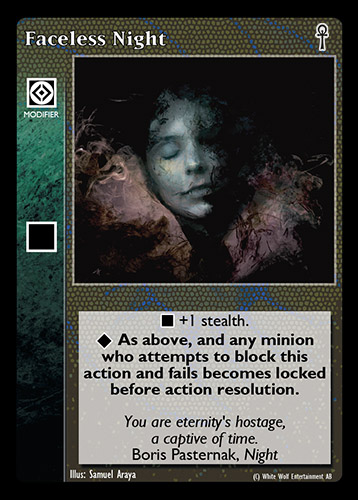 Faceless Night
MODIFIER
+1 stealth.
As above, and any minion
who attempts to block this
action and fails becomes locked
before action resolution.
You are eternity's hostage,
a captive of time.
Boris Pasternak, Night
Illus: Samuel Araya
(C) White Wolf Entertainment AB